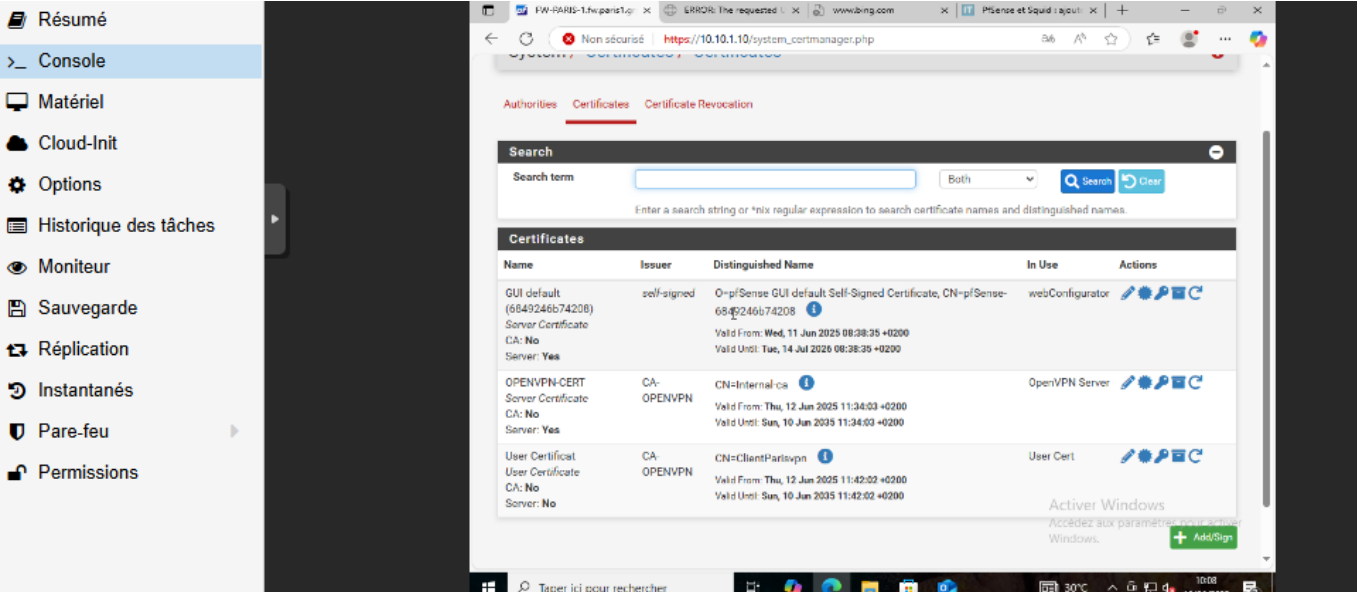 Résumé
Console
Matériel
Cloud-Init
Options
Historique des tâches
Moniteur
Sauvegarde
Réplication
Instantanés
Pare-feu
Permissions
FW-PARIS-1.fw.paris1.gr
ERROR: The requested U
www.bing.com
PfSense et Squid : ajout
Non sécurisé
https://10.10.1.10/system_certmanager.php
System / Certificates / Certificates
Authorities Certificates Certificate Revocation
Search
Search term
Both
Search
Clear
Enter a search string or *nix regular expression to search certificate names and distinguished names.
Certificates
Name Issuer Distinguished Name In Use Actions
GUI default
(6849246b74208)
Server Certificate
CA: No
Server: Yes
self-signed
O=pfSense GUI default Self-Signed Certificate, CN=pfSense-
6849246b74208
Valid From: Wed, 11 Jun 2025 08:38:35 +0200
Valid Until: Tue, 14 Jul 2026 08:38:35 +0200
webConfigurator
OPENVPN-CERT
Server Certificate
CA: No
Server: Yes
CA-
OPENVPN
CN=Internal-ca
Valid From: Thu, 12 Jun 2025 11:34:03 +0200
Valid Until: Sun, 10 Jun 2035 11:34:03 +0200
OpenVPN Server
User Certificat
User Certificate
CA: No
Server: No
CA-
OPENVPN
CN=ClientParisvpn
Valid From: Thu, 12 Jun 2025 11:42:02 +0200
Valid Until: Sun, 10 Jun 2035 11:42:02 +0200
User Cert
Activer Windows
Accédez aux paramètres pour activer
Windows.
Add/Sign
Taper ici pour rechercher
30°C
10:08